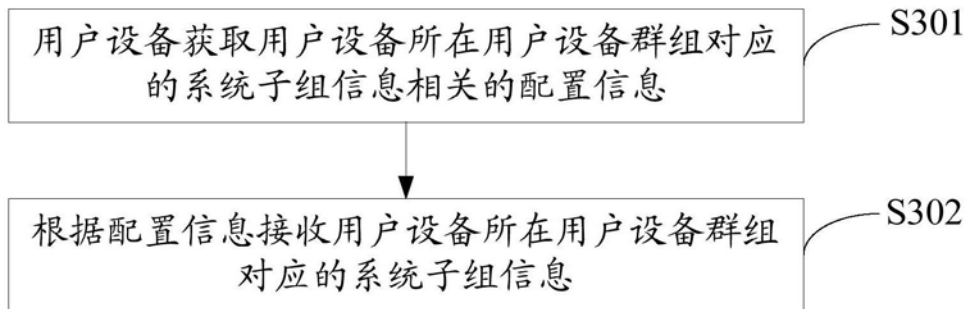 用户设备获取用户设备所在用户设备群组对应
的系统子组信息相关的配置信息
S301
根据配置信息接收用户设备所在用户设备群组
对应的系统子组信息
S302